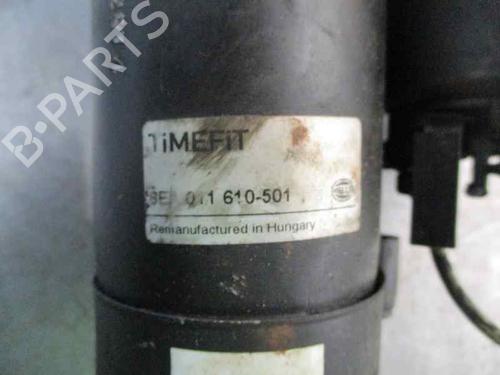 B-PARTS
TiMEFiT
011 610-501
Remanufactured in Hungary